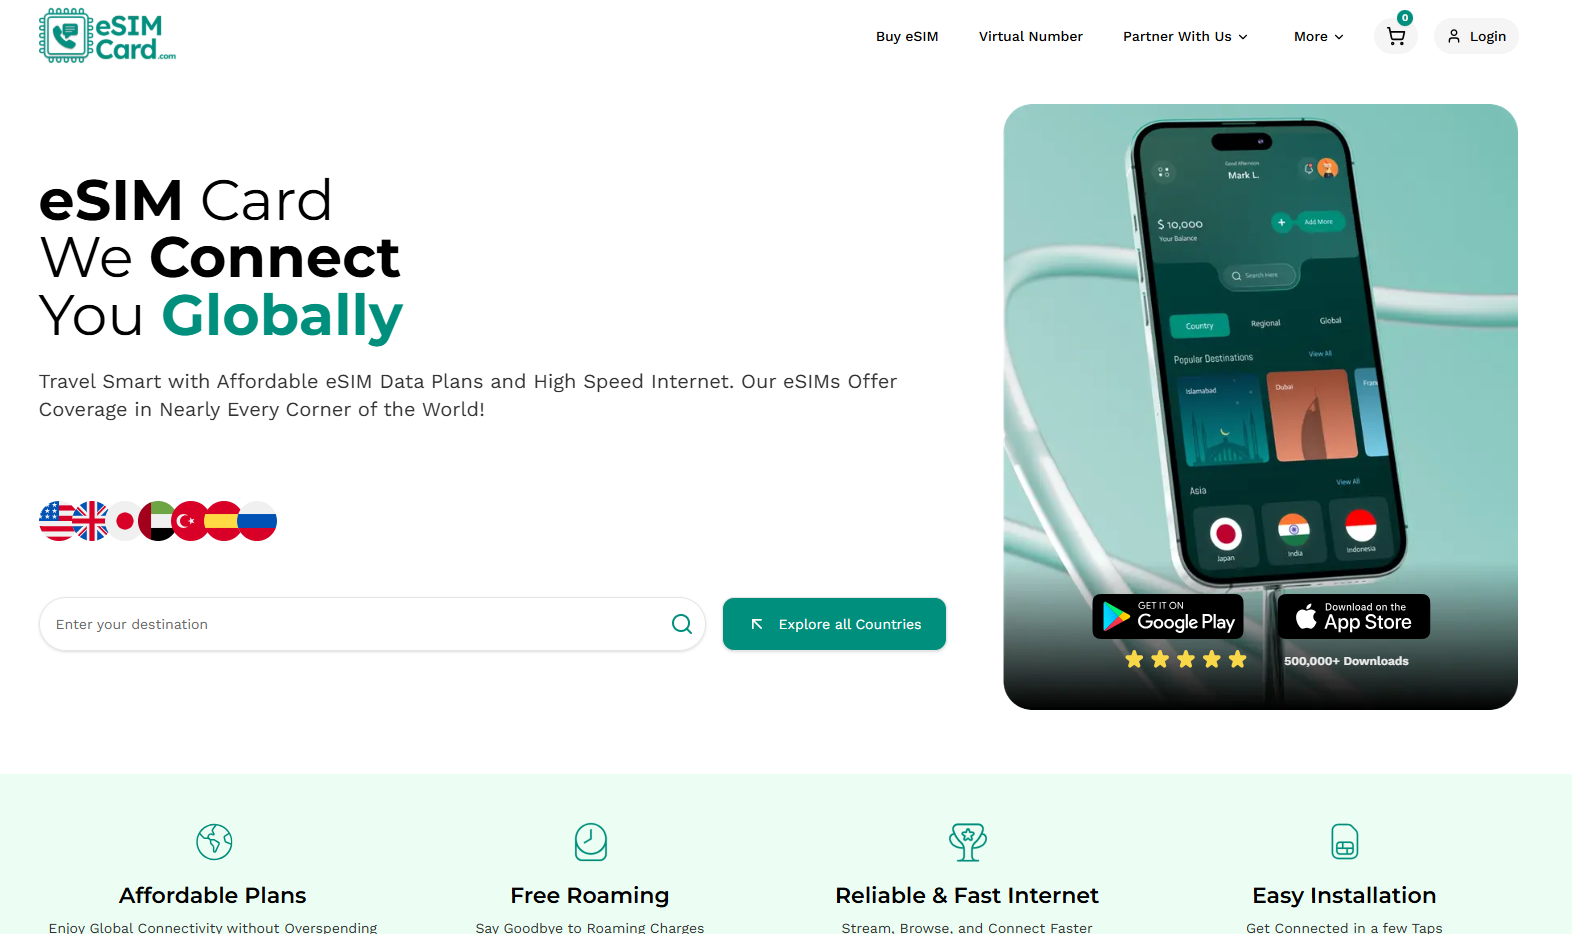 eSIM
Card.com
Buy eSIM
Virtual Number
Partner With Us
More
0
Login
eSIM Card
We Connect
You Globally
Travel Smart with Affordable eSIM Data Plans and High Speed Internet. Our eSIMs Offer
Coverage in Nearly Every Corner of the World!
Enter your destination
Explore all Countries
Good Afternoon
Mark L.
$ 10,000
Your Balance
+ Add More
Search Here
Country
Regional
Global
Popular Destinations
View All
Islamabad
Dubai
Fran
Asia
View All
Japan
India
Indonesia
GET IT ON
Google Play
Download on the
App Store
500,000+ Downloads
Affordable Plans
Enjoy Global Connectivity without Overspending
Free Roaming
Say Goodbye to Roaming Charges
Reliable & Fast Internet
Stream, Browse, and Connect Faster
Easy Installation
Get Connected in a few Taps